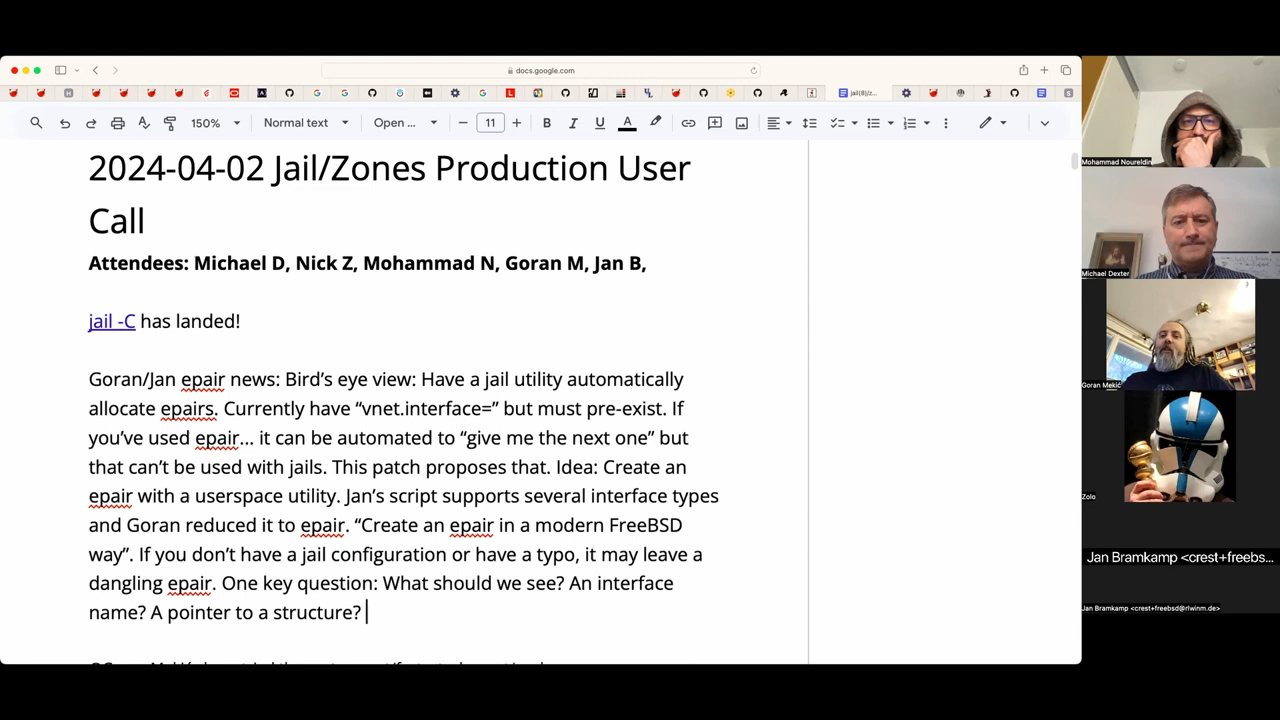 docs.google.com
jail(8)/z...
150%
Normal text
Open ...
11
2024-04-02 Jail/Zones Production User
Call
Attendees: Michael D, Nick Z, Mohammad N, Goran M, Jan B,
jail -C has landed!
Goran/Jan epair news: Bird's eye view: Have a jail utility automatically
allocate epairs. Currently have “vnet.interface=” but must pre-exist. If
you've used epair... it can be automated to “give me the next one” but
that can't be used with jails. This patch proposes that. Idea: Create an
epair with a userspace utility. Jan's script supports several interface types
and Goran reduced it to epair. “Create an epair in a modern FreeBSD
way”. If you don't have a jail configuration or have a typo, it may leave a
dangling epair. One key question: What should we see? An interface
name? A pointer to a structure?
Mohammad Noureldin
Michael Dexter
Goran Mekić
Zolo
Jan Bramkamp <crest+freebs...
Jan Bramkamp <crest+freebsd@rlwinm.de>